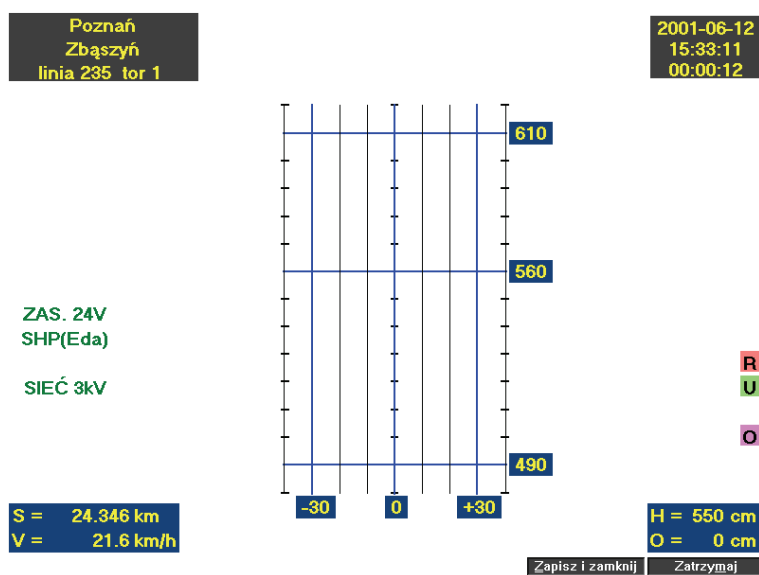 Poznań
Zbąszyń
linia 235 tor 1
2001-06-12
15:33:11
00:00:12
610
560
490
-30
0
+30
ZAS. 24V
SHP(Eda)
SIEĆ 3kV
R
U
O
S = 24.346 km
V = 21.6 km/h
H = 550 cm
O = 0 cm
Zapisz i zamknij
Zatrzymaj